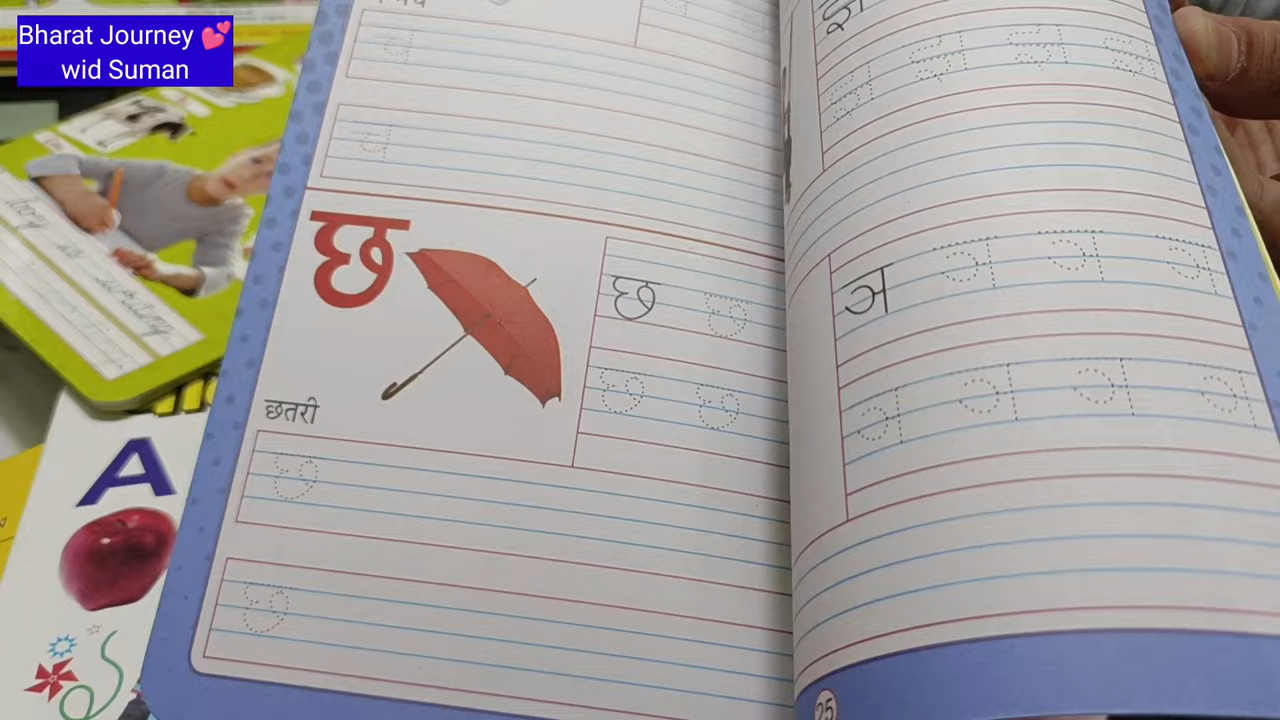 Bharat Journey 💕
wid Suman
च
च
छ
छतरी
छ छ
छ छ
छ
छ
झ झ झ झ
ञ ञ ञ ञ
ञ ञ ञ ञ
25
A